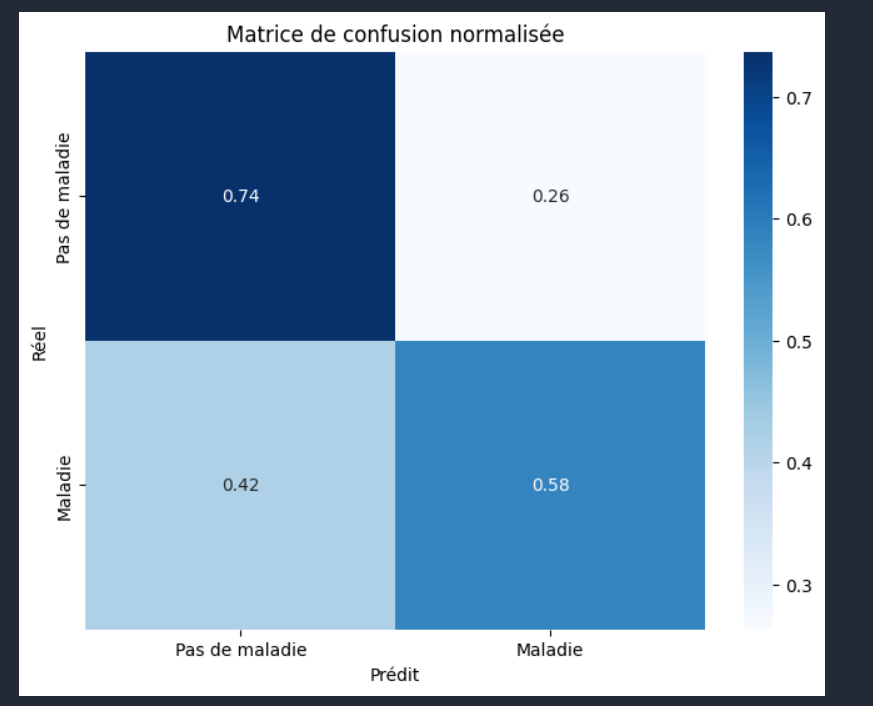 Matrice de confusion normalisée
Réel
Pas de maladie
0.74
0.26
Maladie
0.42
0.58
Pas de maladie
Maladie
Prédit
0.7
0.6
0.5
0.4
0.3